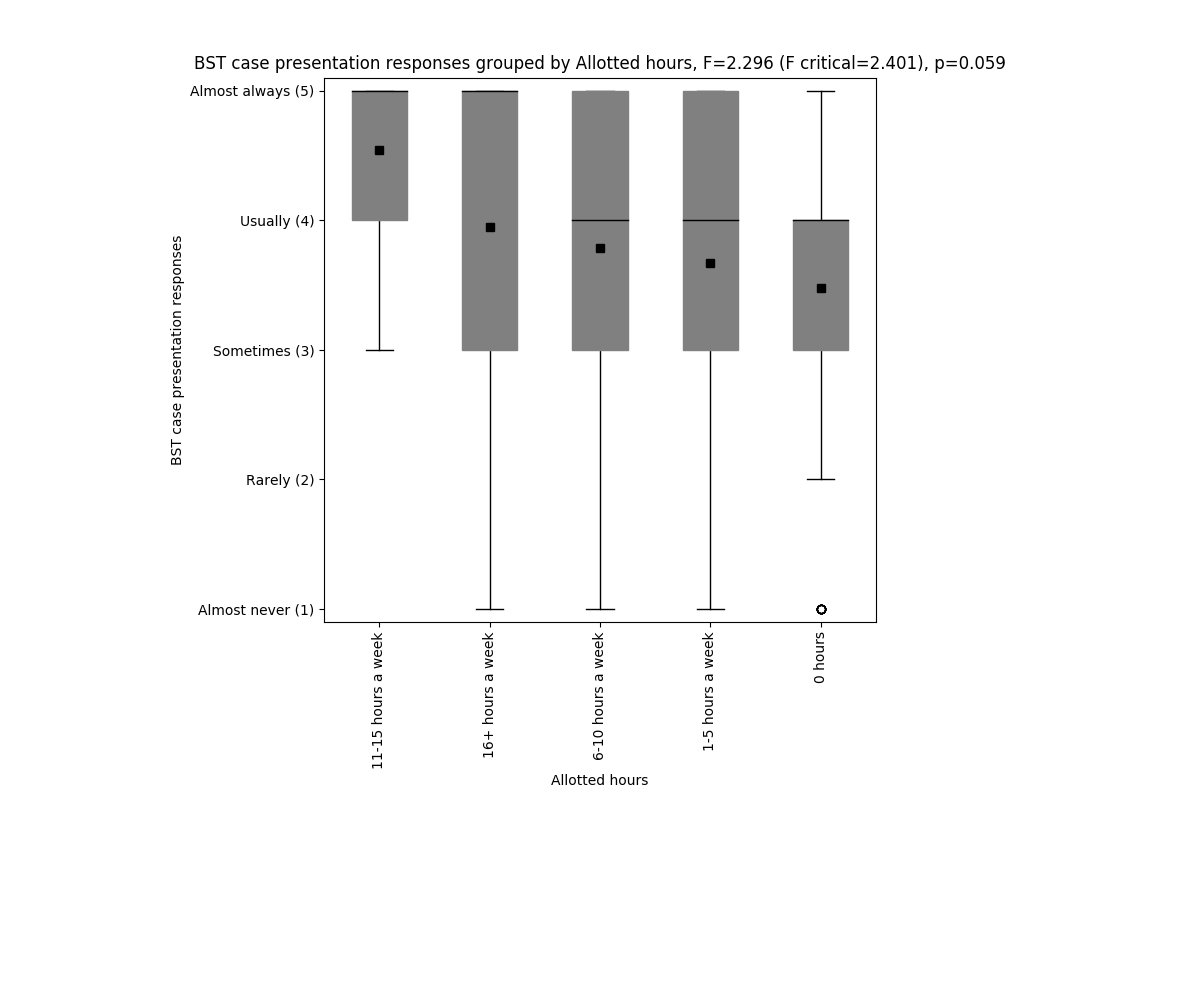 BST case presentation responses grouped by Allotted hours, F=2.296 (F critical=2.401), p=0.059
Almost always (5)
Usually (4)
Sometimes (3)
Rarely (2)
Almost never (1)
BST case presentation responses
11-15 hours a week
16+ hours a week
6-10 hours a week
1-5 hours a week
0 hours
Allotted hours